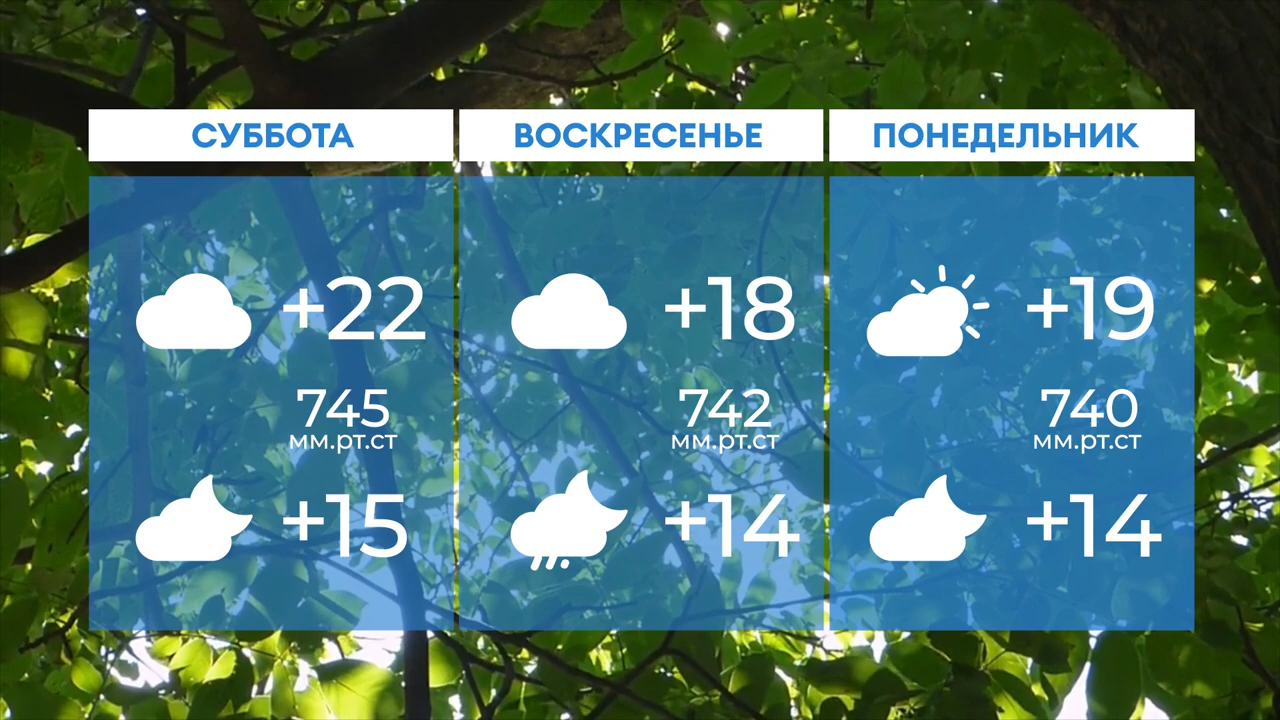 СУББОТА
+22
745
мм.рт.ст
+15
ВОСКРЕСЕНЬЕ
+18
742
мм.рт.ст
+14
ПОНЕДЕЛЬНИК
+19
740
мм.рт.ст
+14